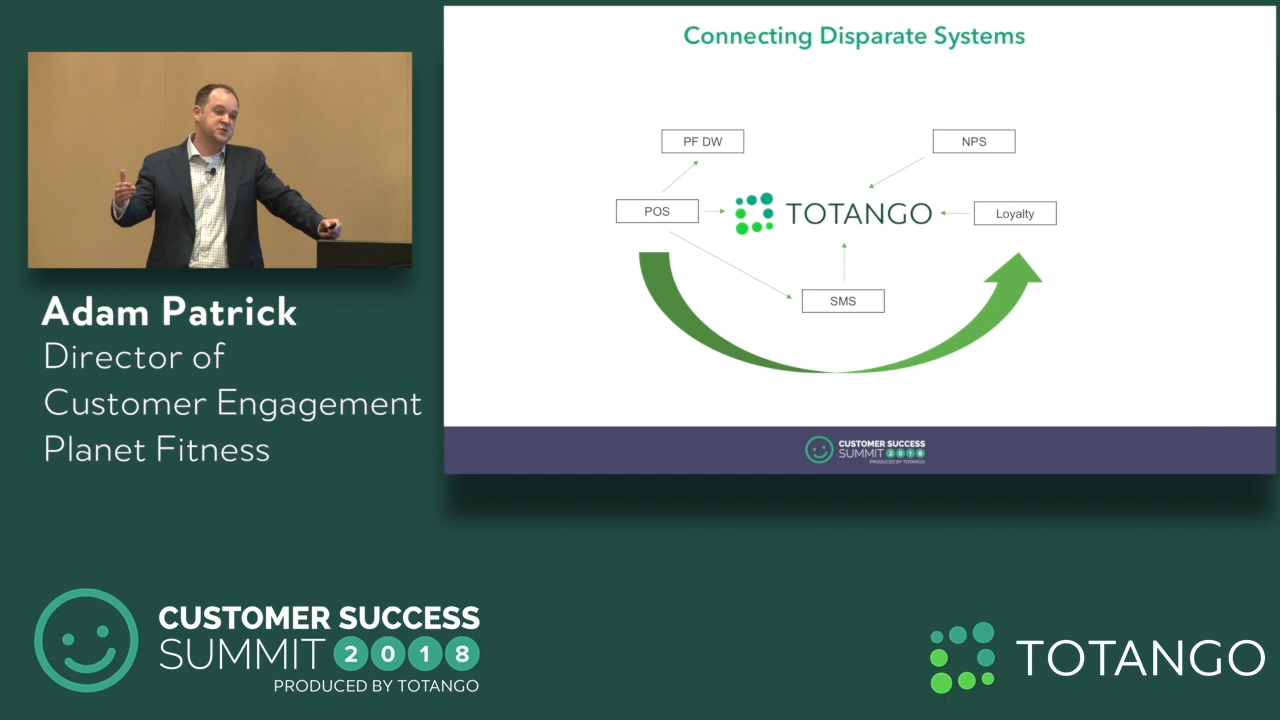 Connecting Disparate Systems
PF DW
NPS
POS
TOTANGO
Loyalty
SMS
CUSTOMER SUCCESS
SUMMIT 2018
PRODUCED BY TOTANGO
Adam Patrick
Director of
Customer Engagement
Planet Fitness
CUSTOMER SUCCESS
SUMMIT 2018
PRODUCED BY TOTANGO
TOTANGO